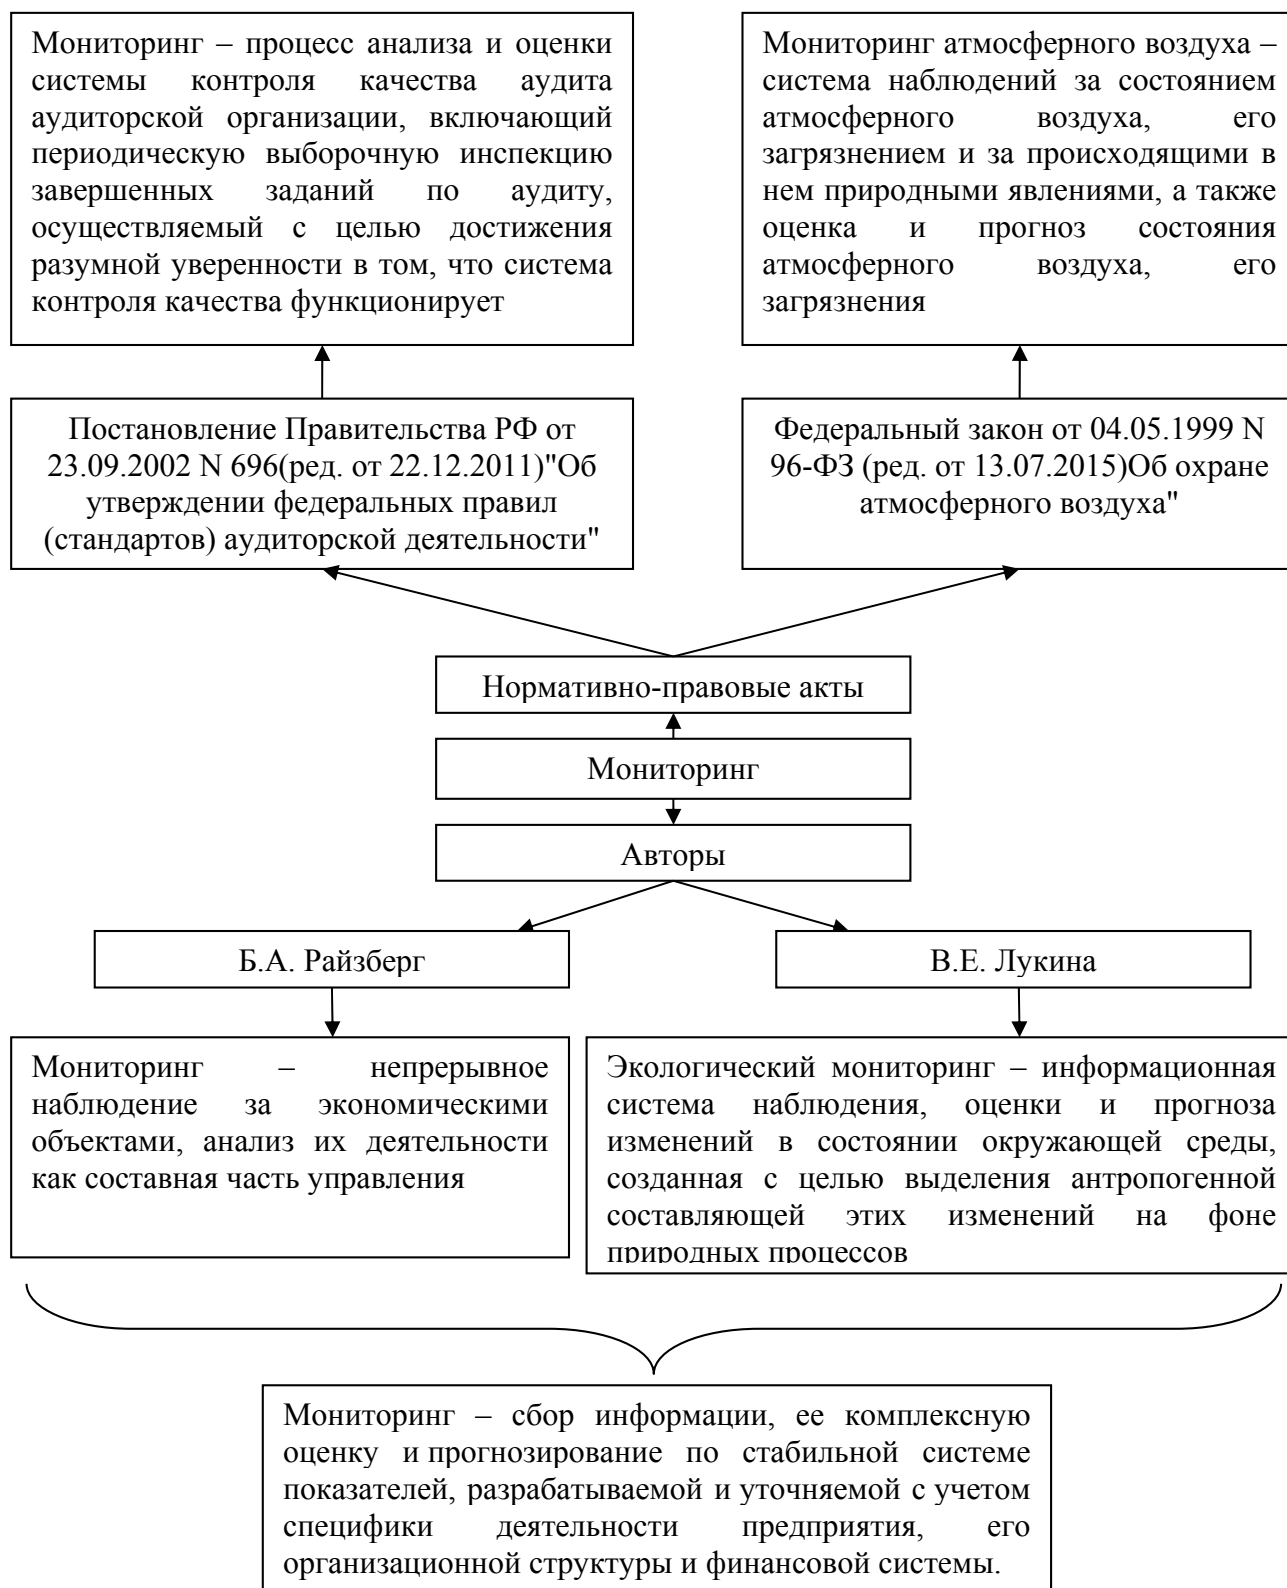 Мониторинг – процесс анализа и оценки
системы контроля качества аудита
аудиторской организации, включающий
периодическую выборочную инспекцию
завершенных заданий по аудиту,
осуществляемый с целью достижения
разумной уверенности в том, что система
контроля качества функционирует
Мониторинг атмосферного воздуха –
система наблюдений за состоянием
атмосферного воздуха, его
загрязнением и за происходящими в
нем природными явлениями, а также
оценка и прогноз состояния
атмосферного воздуха, его
загрязнения
Постановление Правительства РФ от
23.09.2002 N 696(ред. от 22.12.2011)"Об
утверждении федеральных правил
(стандартов) аудиторской деятельности"
Федеральный закон от 04.05.1999 N
96-ФЗ (ред. от 13.07.2015)Об охране
атмосферного воздуха"
Нормативно-правовые акты
Мониторинг
Авторы
Б.А. Райзберг
В.Е. Лукина
Мониторинг – непрерывное
наблюдение за экономическими
объектами, анализ их деятельности
как составная часть управления
Экологический мониторинг – информационная
система наблюдения, оценки и прогноза
изменений в состоянии окружающей среды,
созданная с целью выделения антропогенной
составляющей этих изменений на фоне
природных процессов
Мониторинг – сбор информации, ее комплексную
оценку и прогнозирование по стабильной системе
показателей, разрабатываемой и уточняемой с учетом
специфики деятельности предприятия, его
организационной структуры и финансовой системы.